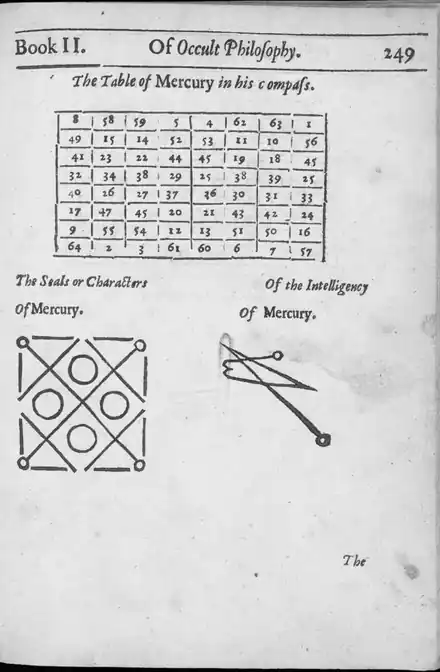 Book II. Of Occult Philoſophy. 249
The Table of Mercury in his compaſs.
8 58 59 5 4 62 63 1
49 15 14 52 53 11 10 56
41 23 22 44 45 19 18 45
32 34 38 29 25 38 39 25
40 26 27 37 36 30 31 33
17 47 45 20 21 43 42 24
9 55 54 12 13 51 50 16
64 2 3 61 60 6 7 57
The Seals or Characters
Of Mercury.
Of the Intelligency
Of Mercury.
The